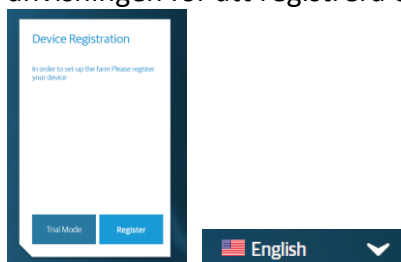 Device Registration
In order to set up the farm Please register
your device
Trial Mode Register
English